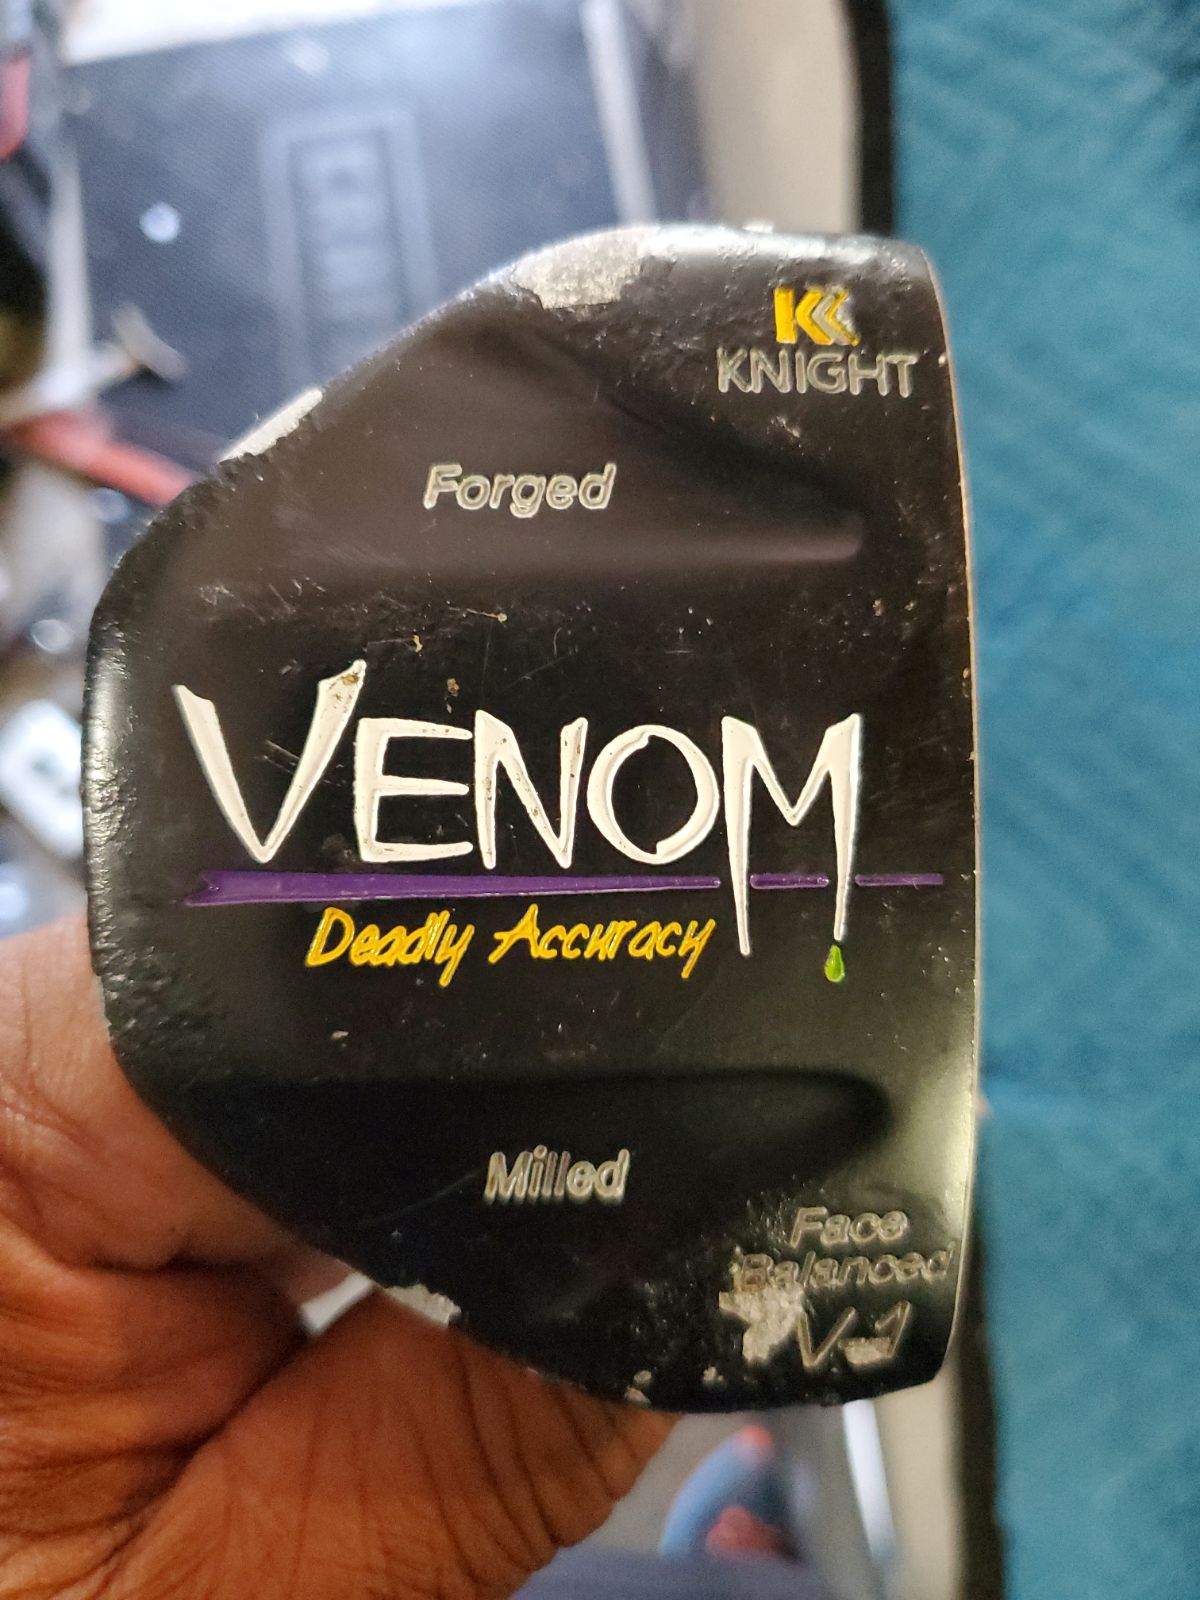 KNIGHT
Forged
VENOM
Deadly Accuracy
Milled
Face
Balanced
V-1